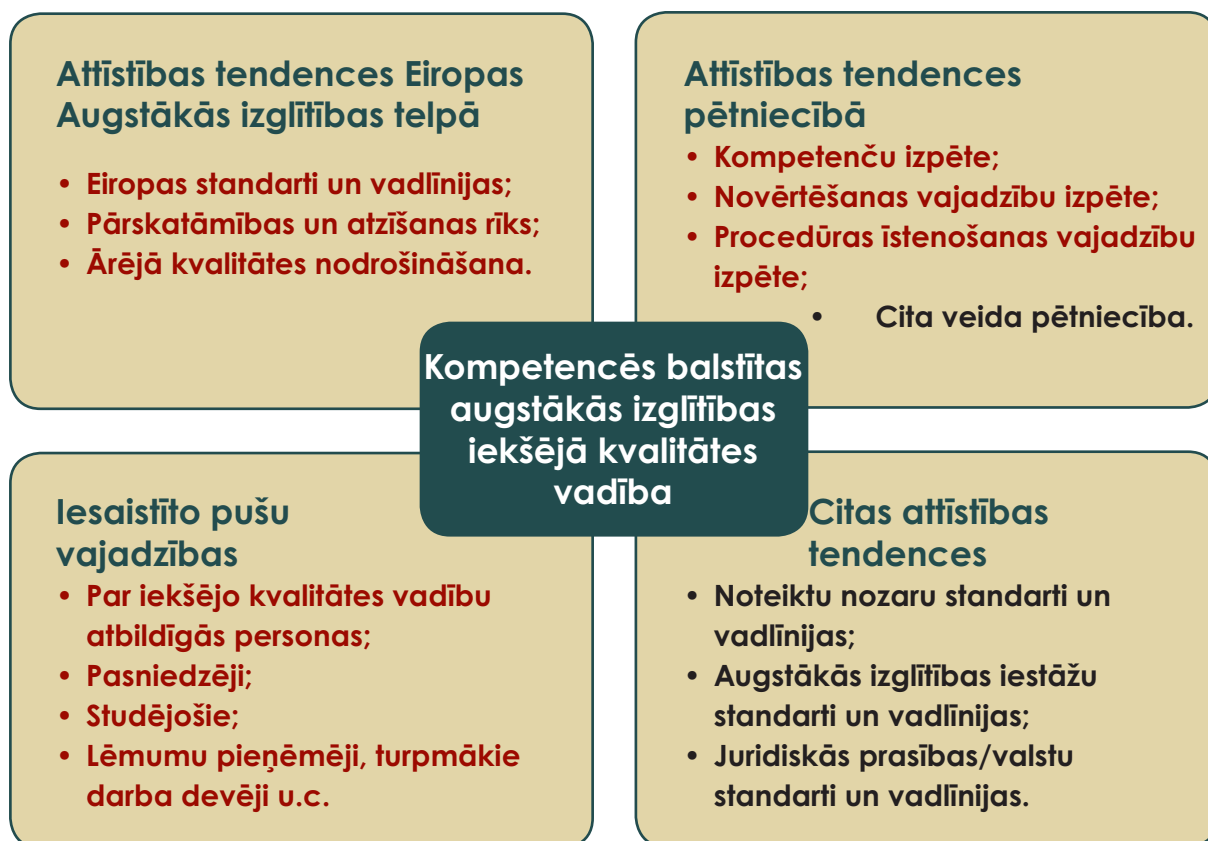 Attīstības tendences Eiropas
Augstākās izglītības telpā
• Eiropas standarti un vadlīnijas;
• Pārskatāmības un atzīšanas rīks;
• Ārējā kvalitātes nodrošināšana.
Attīstības tendences
pētniecībā
• Kompetenču izpēte;
• Novērtēšanas vajadzību izpēte;
• Procedūras īstenošanas vajadzību
izpēte;
• Cita veida pētniecība.
Kompetencēs balstītas
augstākās izglītības
iekšējā kvalitātes
vadība
Iesaistīto pušu
vajadzības
• Par iekšējo kvalitātes vadību
atbildīgās personas;
• Pasniedzēji;
• Studējošie;
• Lēmumu pieņēmēji, turpmākie
darba devēji u.c.
Citas attīstības
tendences
• Noteiktu nozaru standarti un
vadlīnijas;
• Augstākās izglītības iestāžu
standarti un vadlīnijas;
• Juridiskās prasības/valstu
standarti un vadlīnijas.